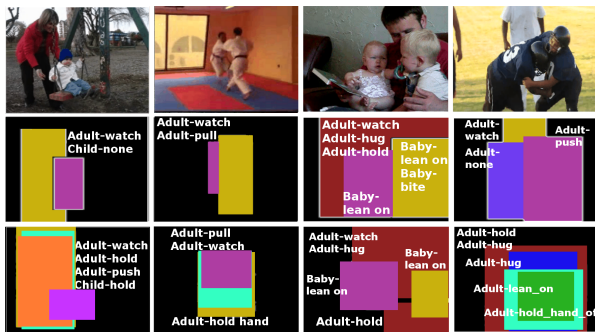 Adult-watch
Child-none
Adult-watch
Adult-pull
Adult-watch
Adult-hug
Adult-hold
Baby-
lean on
Baby-
bite
Baby-
lean on
Adult-
watch
Adult-
push
Adult-
none
Adult-watch
Adult-hold
Adult-push
Child-hold
Adult-pull
Adult-watch
Adult-hold hand
Adult-watch
Adult-hug
Baby-
lean on
Baby-
lean on
Adult-hold
Adult-hold
Adult-hug
Adult-hug
Adult-lean_on
Adult-hold_hand_of